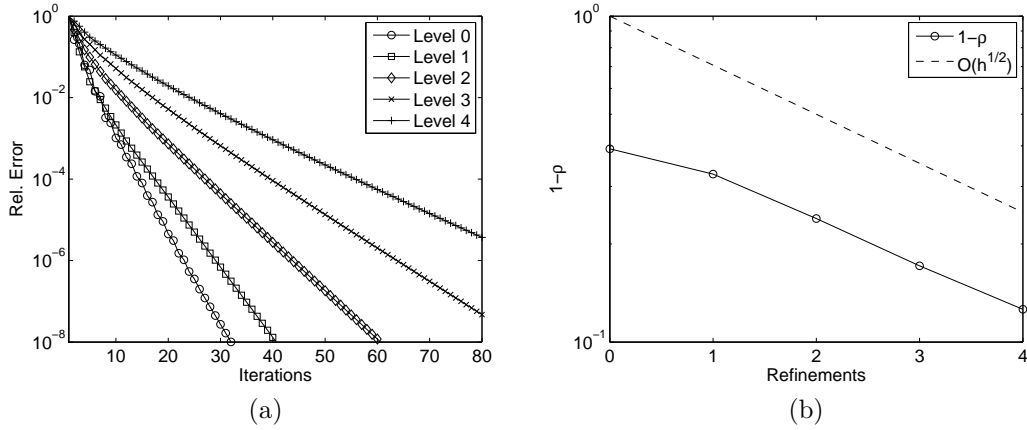 10^0
10^-2
10^-4
10^-6
10^-8
Rel. Error
10 20 30 40 50 60 70 80
Iterations
Level 0
Level 1
Level 2
Level 3
Level 4
(a)
10^0
10^-1
1-ρ
0 1 2 3 4
Refinements
1-ρ
O(h^1/2)
(b)